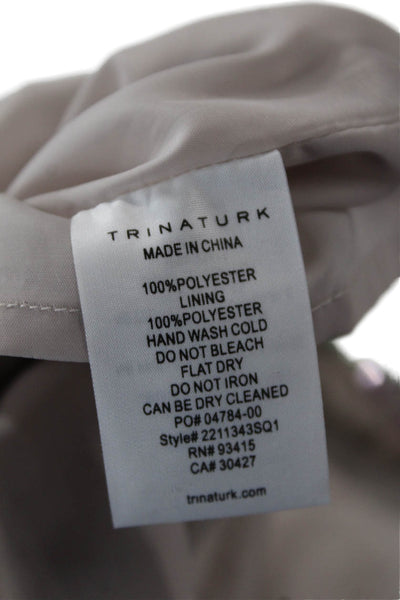 TRINATURK
MADE IN CHINA
100%POLYESTER
LINING
100%POLYESTER
HAND WASH COLD
DO NOT BLEACH
FLAT DRY
DO NOT IRON
CAN BE DRY CLEANED
PO# 04784-00
Style# 2211343SQ1
RN# 93415
CA# 30427
trinaturk.com